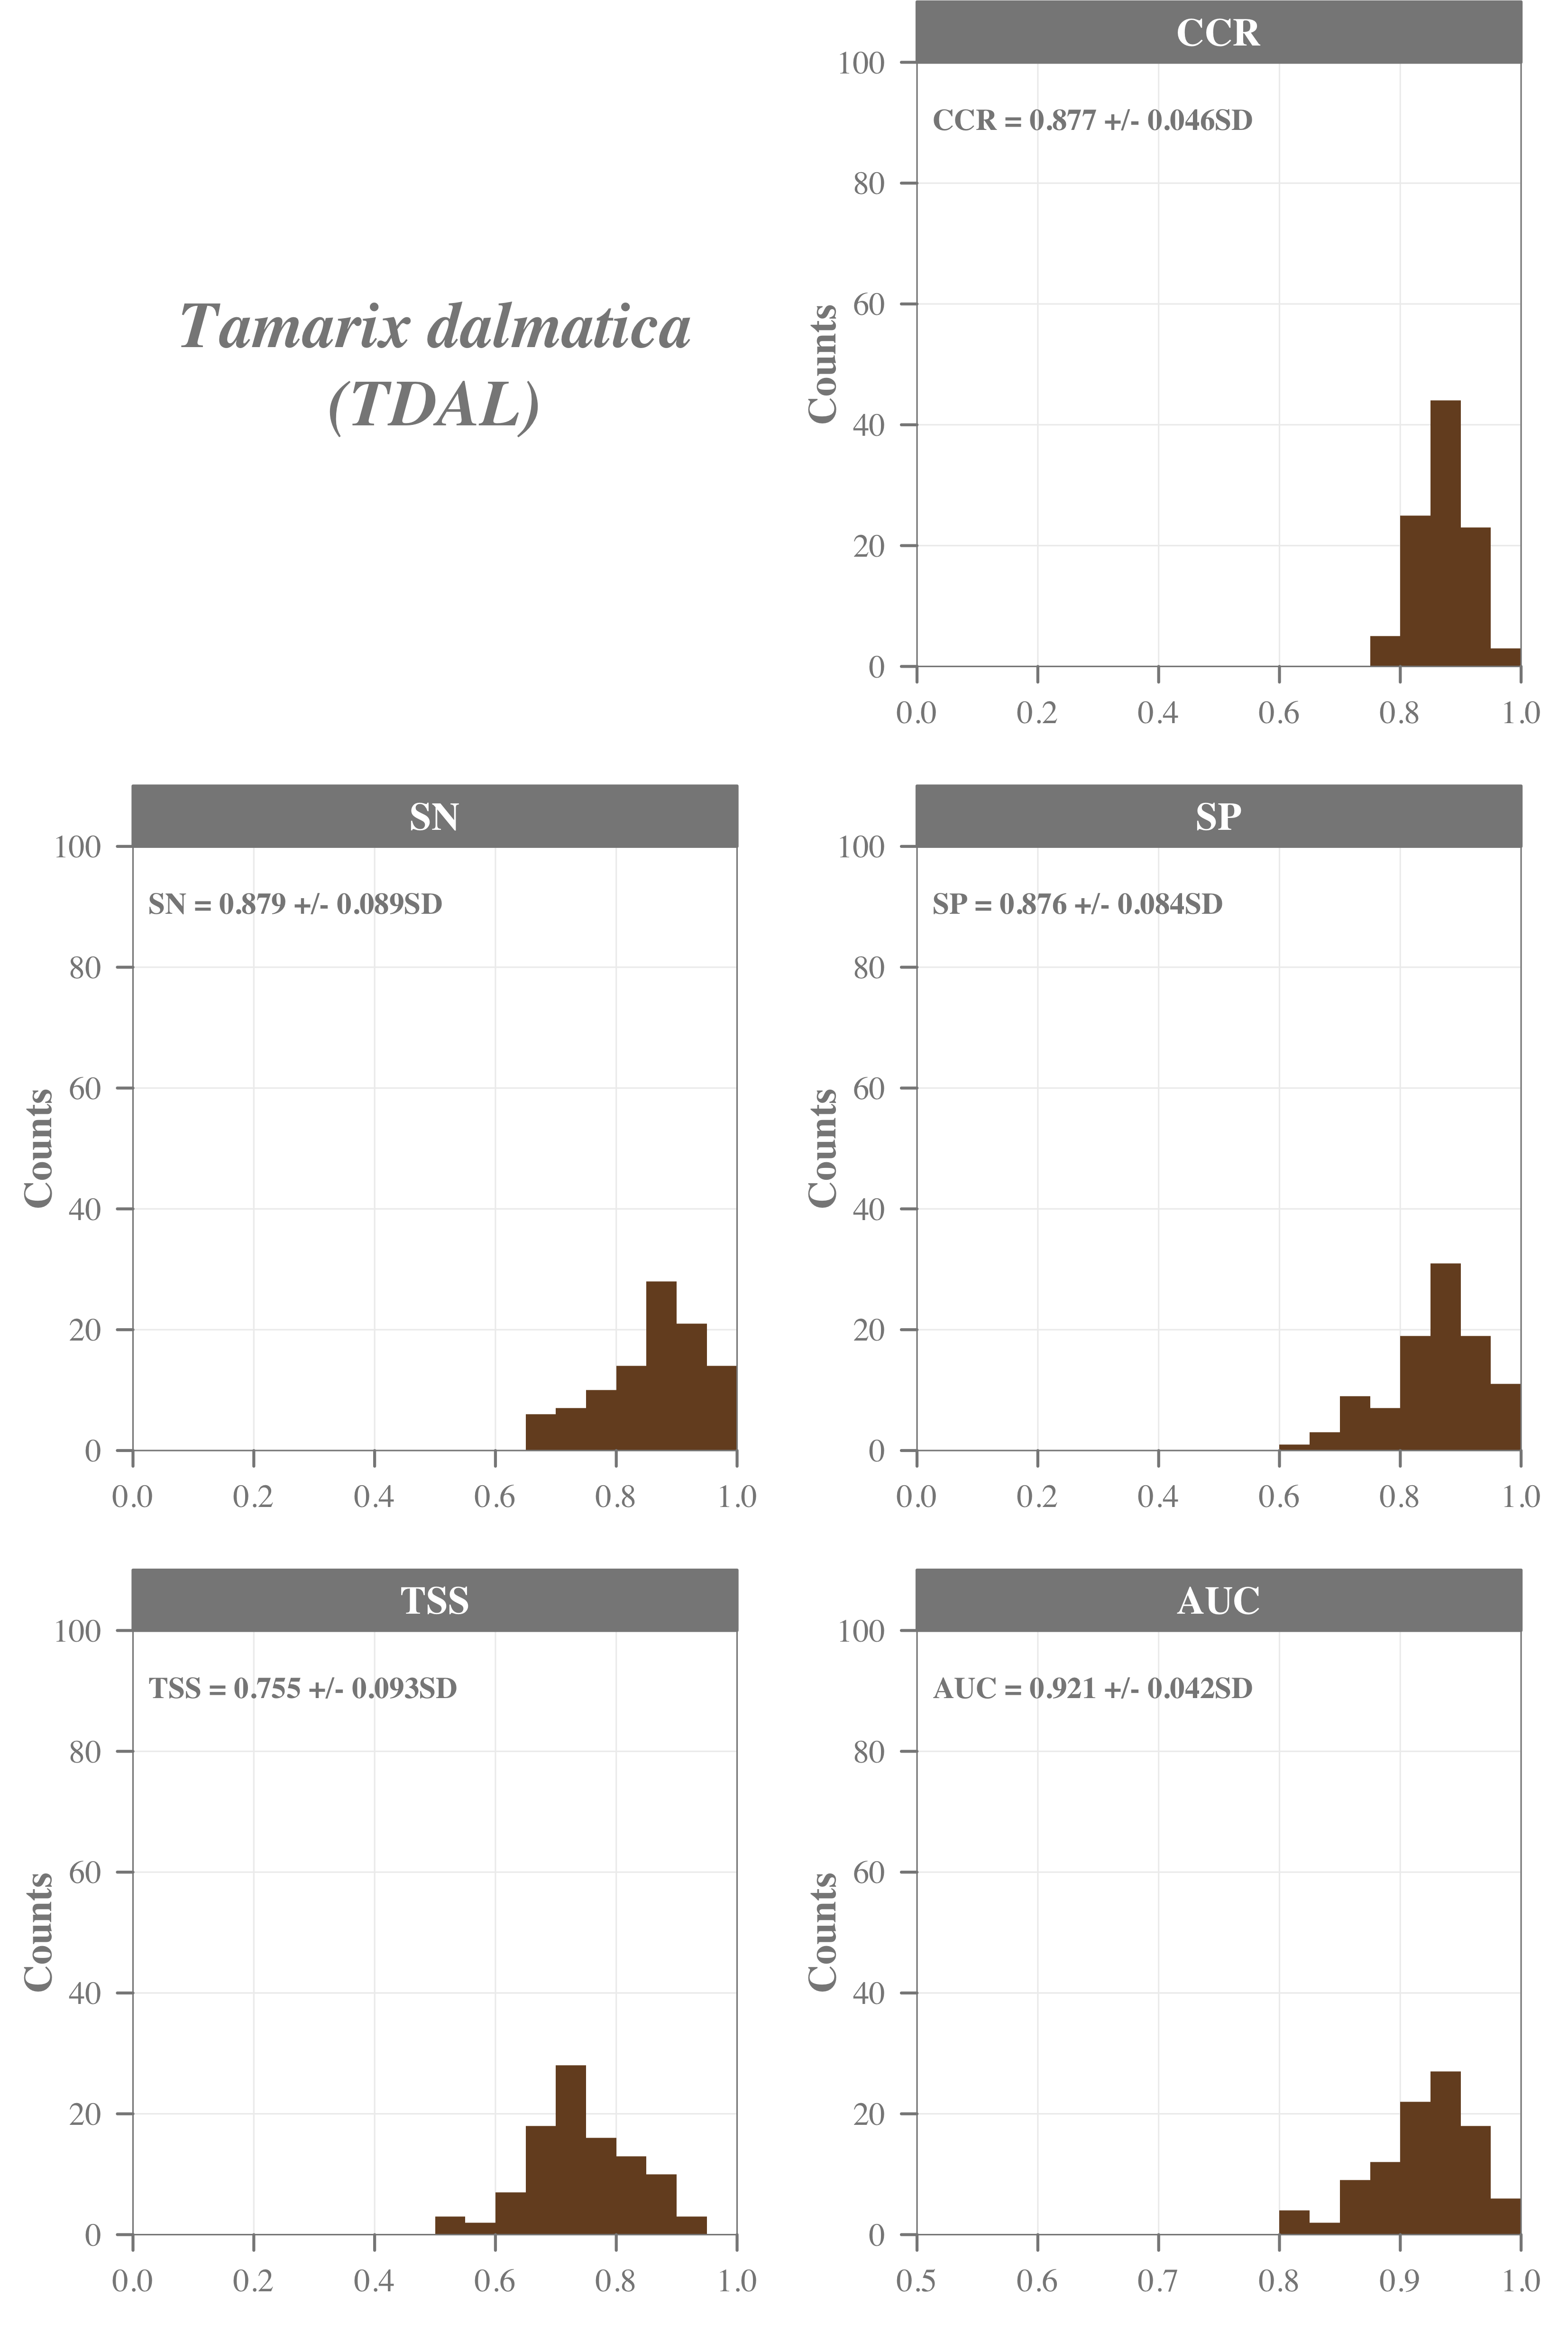 Tamarix dalmatica
(TDAL)
CCR
CCR = 0.877 +/- 0.046SD
Counts
100
80
60
40
20
0
0.0 0.2 0.4 0.6 0.8 1.0
SN
SN = 0.879 +/- 0.089SD
Counts
100
80
60
40
20
0
0.0 0.2 0.4 0.6 0.8 1.0
SP
SP = 0.876 +/- 0.084SD
Counts
100
80
60
40
20
0
0.0 0.2 0.4 0.6 0.8 1.0
TSS
TSS = 0.755 +/- 0.093SD
Counts
100
80
60
40
20
0
0.0 0.2 0.4 0.6 0.8 1.0
AUC
AUC = 0.921 +/- 0.042SD
Counts
100
80
60
40
20
0
0.5 0.6 0.7 0.8 0.9 1.0